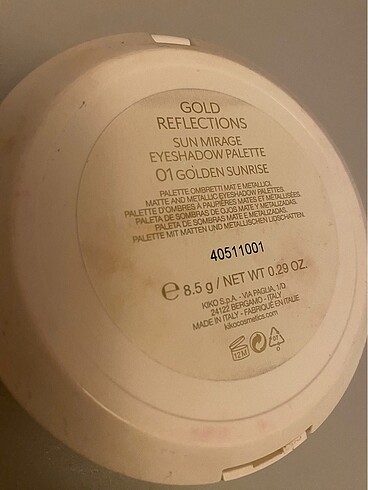 GOLD
REFLECTIONS
SUN MIRAGE
EYESHADOW PALETTE
01 GOLDEN SUNRISE
PALETTE OMBRETTI MAT E METALLICI.
MATTE AND METALLIC EYESHADOW PALETTES.
PALETTE D'OMBRES À PAUPIÈRES MATES ET MÉTALLISÉES.
PALETA DE SOMBRAS DE OJOS MATE Y METALIZADAS.
PALETA DE SOMBRAS MATE E METALIZADAS.
PALETTE MIT MATTEN UND METALLISCHEN LIDSCHATTEN.
40511001
℮ 8.5 g / NET WT 0.29 OZ.
KIKO S.p.A. - VIA PAGLIA, 1/D
24122 BERGAMO - ITALY
MADE IN ITALY - FABRIQUÉ EN ITALIE
kikocosmetics.com
12M
07